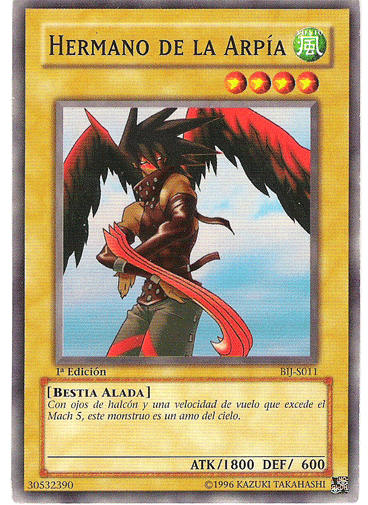 HERMANO DE LA ARPÍA
風
1ª Edición
BIJ-S011
[BESTIA ALADA]
Con ojos de halcón y una velocidad de vuelo que excede el
Mach 5, este monstruo es un amo del cielo.
ATK/1800 DEF/ 600
30532390
©1996 KAZUKI TAKAHASHI